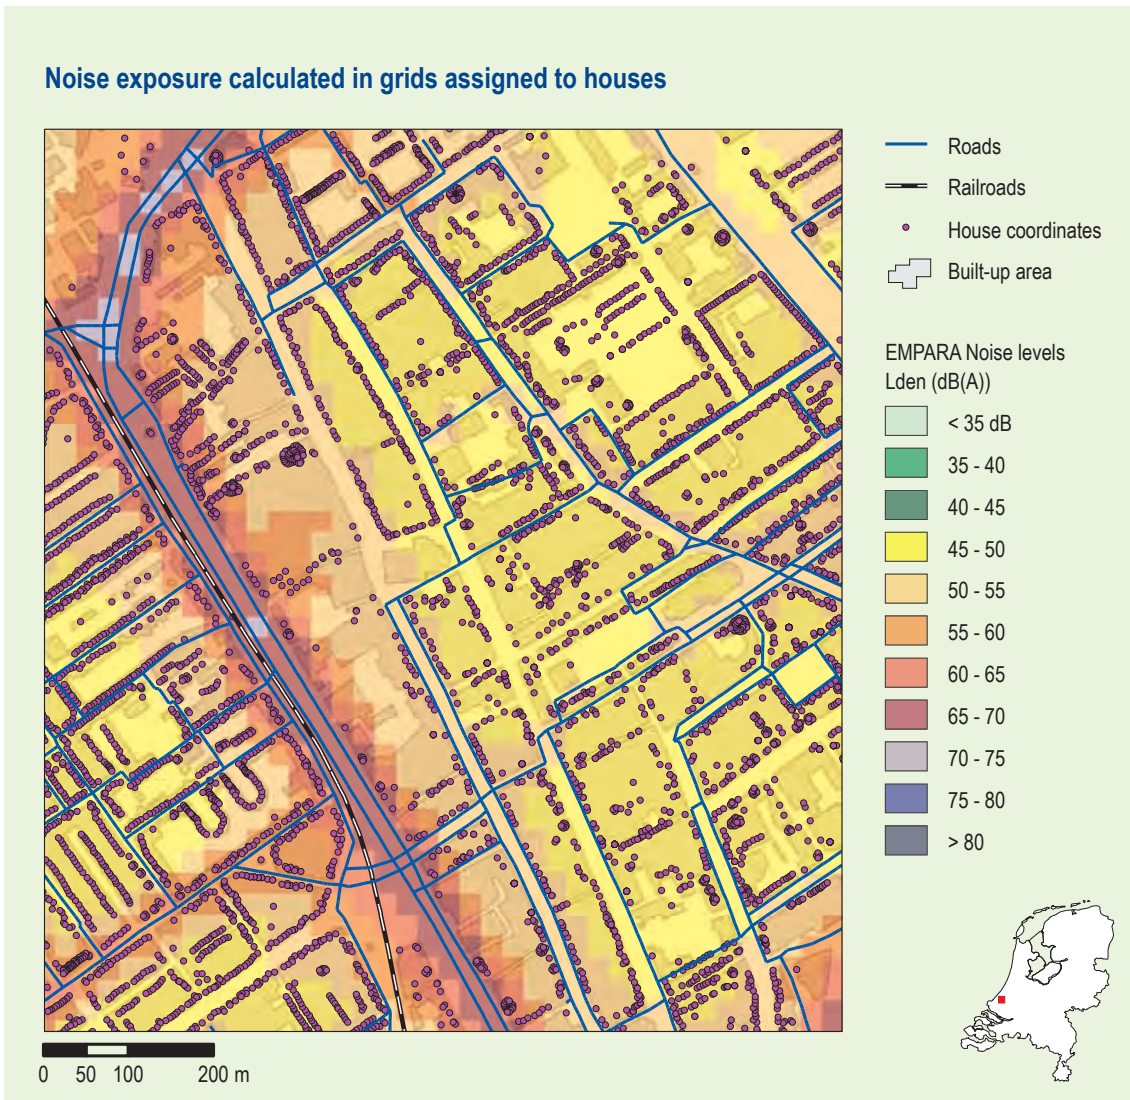 Noise exposure calculated in grids assigned to houses
Roads
Railroads
House coordinates
Built-up area
EMPARA Noise levels
Lden (dB(A))
< 35 dB
35 - 40
40 - 45
45 - 50
50 - 55
55 - 60
60 - 65
65 - 70
70 - 75
75 - 80
> 80
0 50 100 200 m